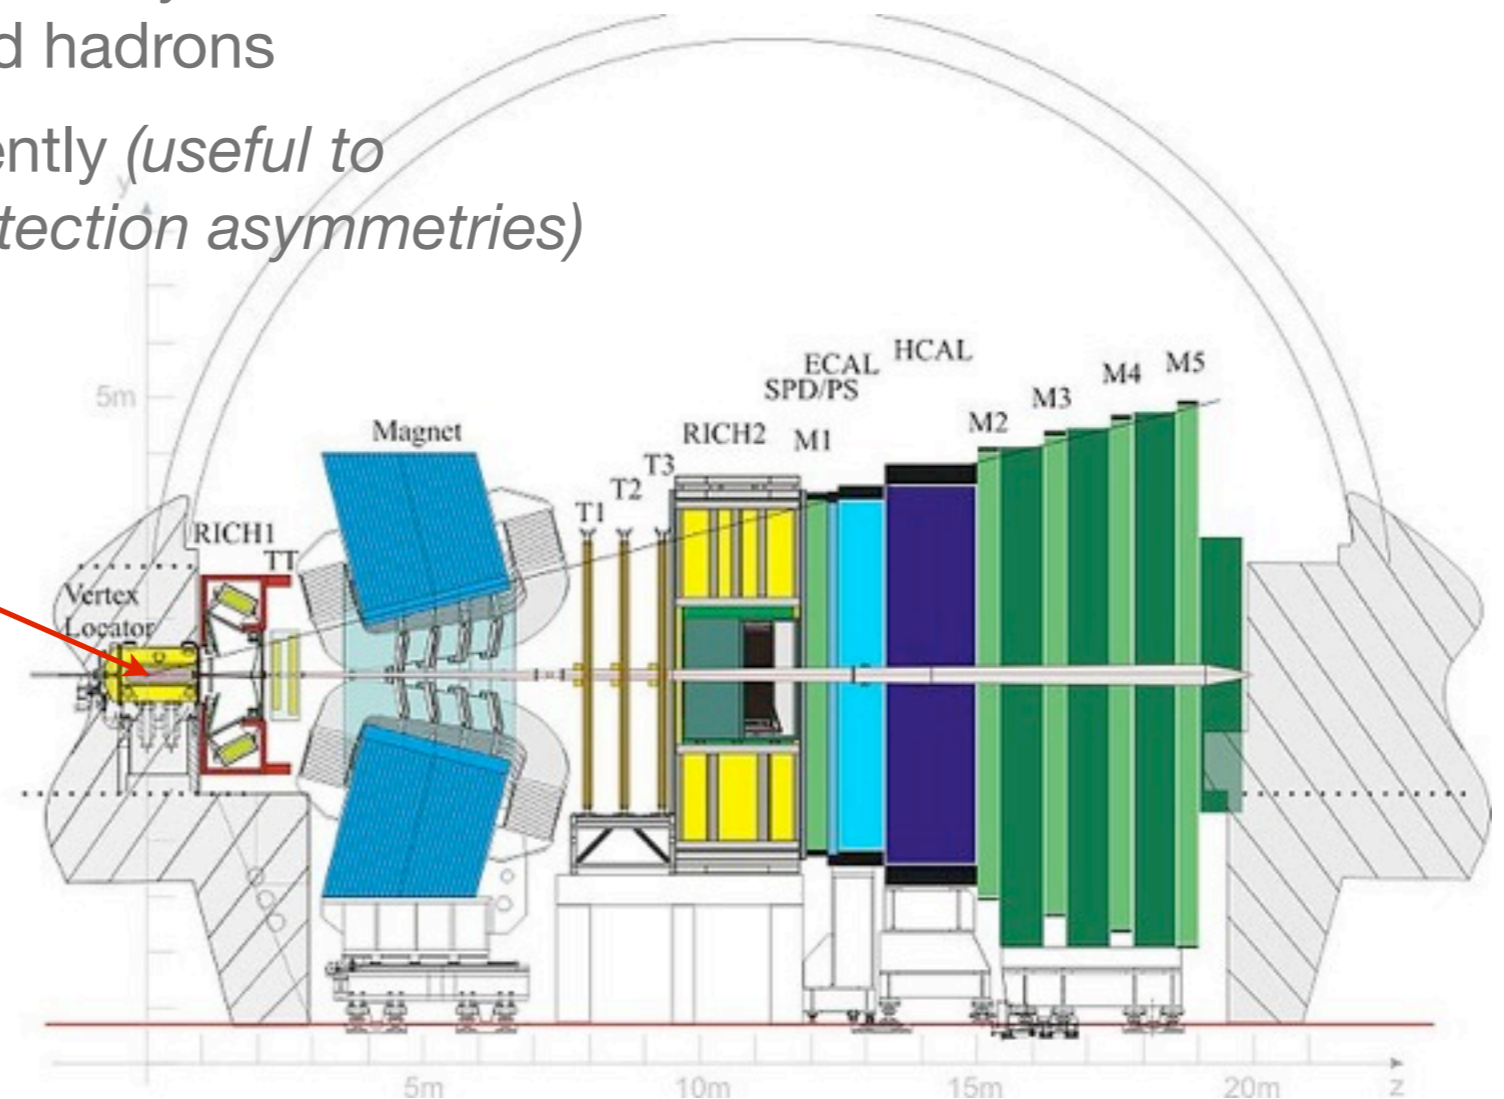 d hadrons
ently (useful to
tection asymmetries)
y
ECAL
HCAL
SPD/PS
M5
M4
5m
M3
Magnet
RICH2
M1
M2
T3
T2
T1
RICH1
TT
Vertex
Locator
5m
10m
15m
20m
z